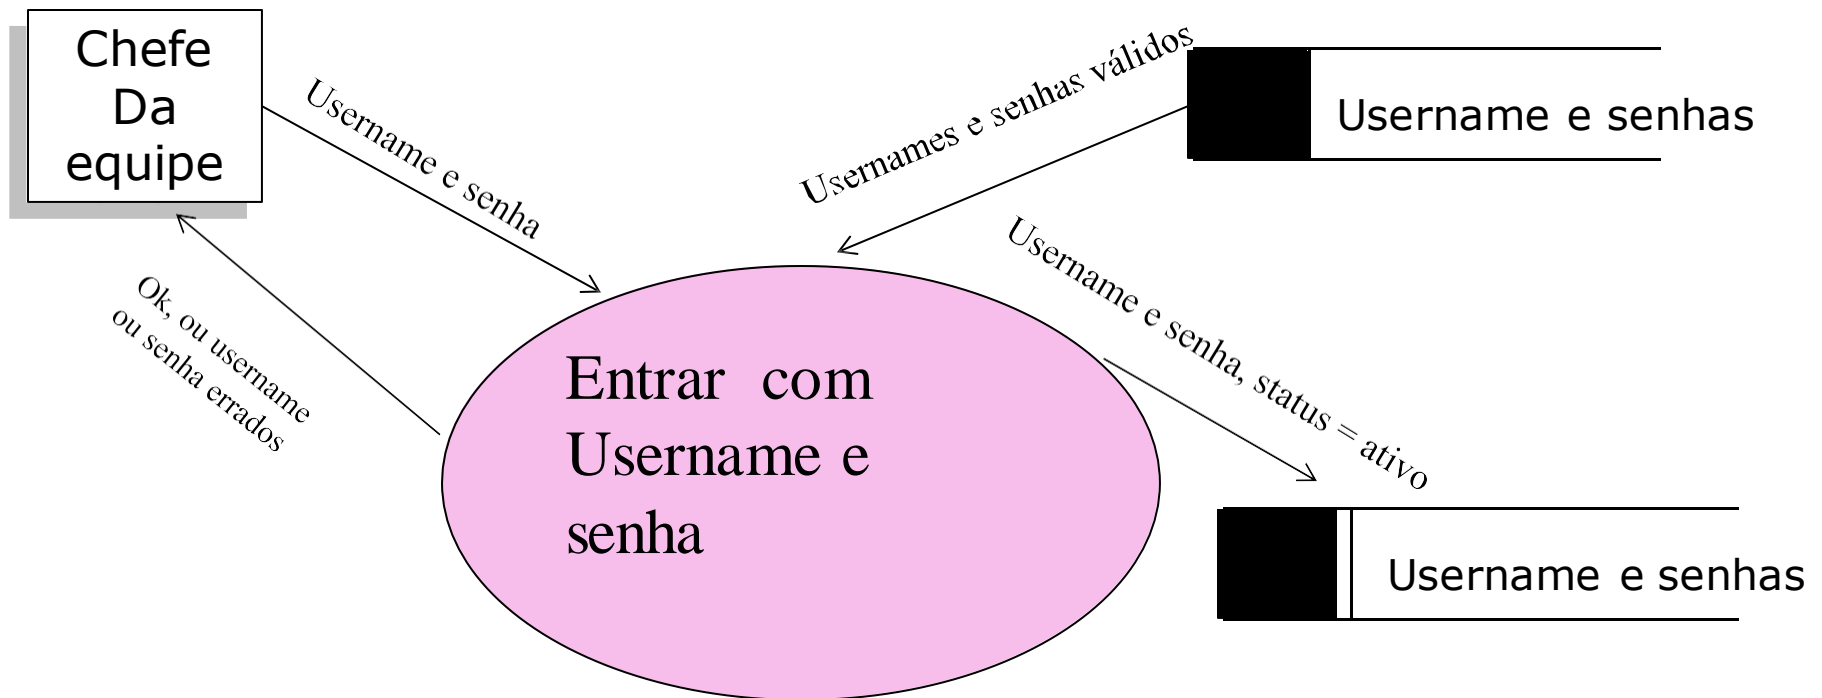 Chefe
Da
equipe
Username e senha
Usernames e senhas válidos
Username e senhas
Ok, ou username
ou senha errados
Username e senha, status = ativo
Entrar com
Username e
senha
Username e senhas